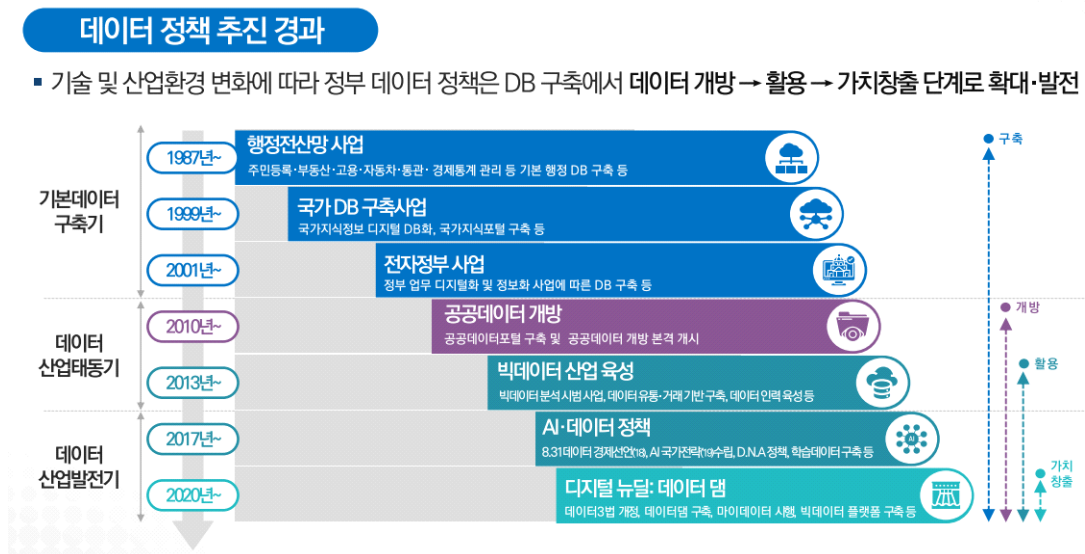 데이터 정책 추진 경과
▪ 기술 및 산업환경 변화에 따라 정부 데이터 정책은 DB 구축에서 데이터 개방 → 활용 → 가치창출 단계로 확대·발전
기본데이터
구축기
1987년~
행정전산망 사업
주민등록·부동산·고용·자동차·통관· 경제통계 관리 등 기본 행정 DB 구축 등
1999년~
국가 DB 구축사업
국가지식정보 디지털 DB화, 국가지식포털 구축 등
2001년~
전자정부 사업
정부 업무 디지털화 및 정보화 사업에 따른 DB 구축 등
데이터
산업태동기
2010년~
공공데이터 개방
공공데이터포털 구축 및 공공데이터 개방 본격 개시
2013년~
빅데이터 산업 육성
빅데이터 분석 시범 사업, 데이터 유통·거래 기반 구축, 데이터 인력 육성 등
데이터
산업발전기
2017년~
AI·데이터 정책
8.31 데이터 경제선언('18), AI 국가전략('19)수립, D.N.A 정책, 학습데이터 구축 등
AI
2020년~
디지털 뉴딜: 데이터 댐
데이터3법 개정, 데이터댐 구축, 마이데이터 시행, 빅데이터 플랫폼 구축 등
구축
개방
활용
가치
창출